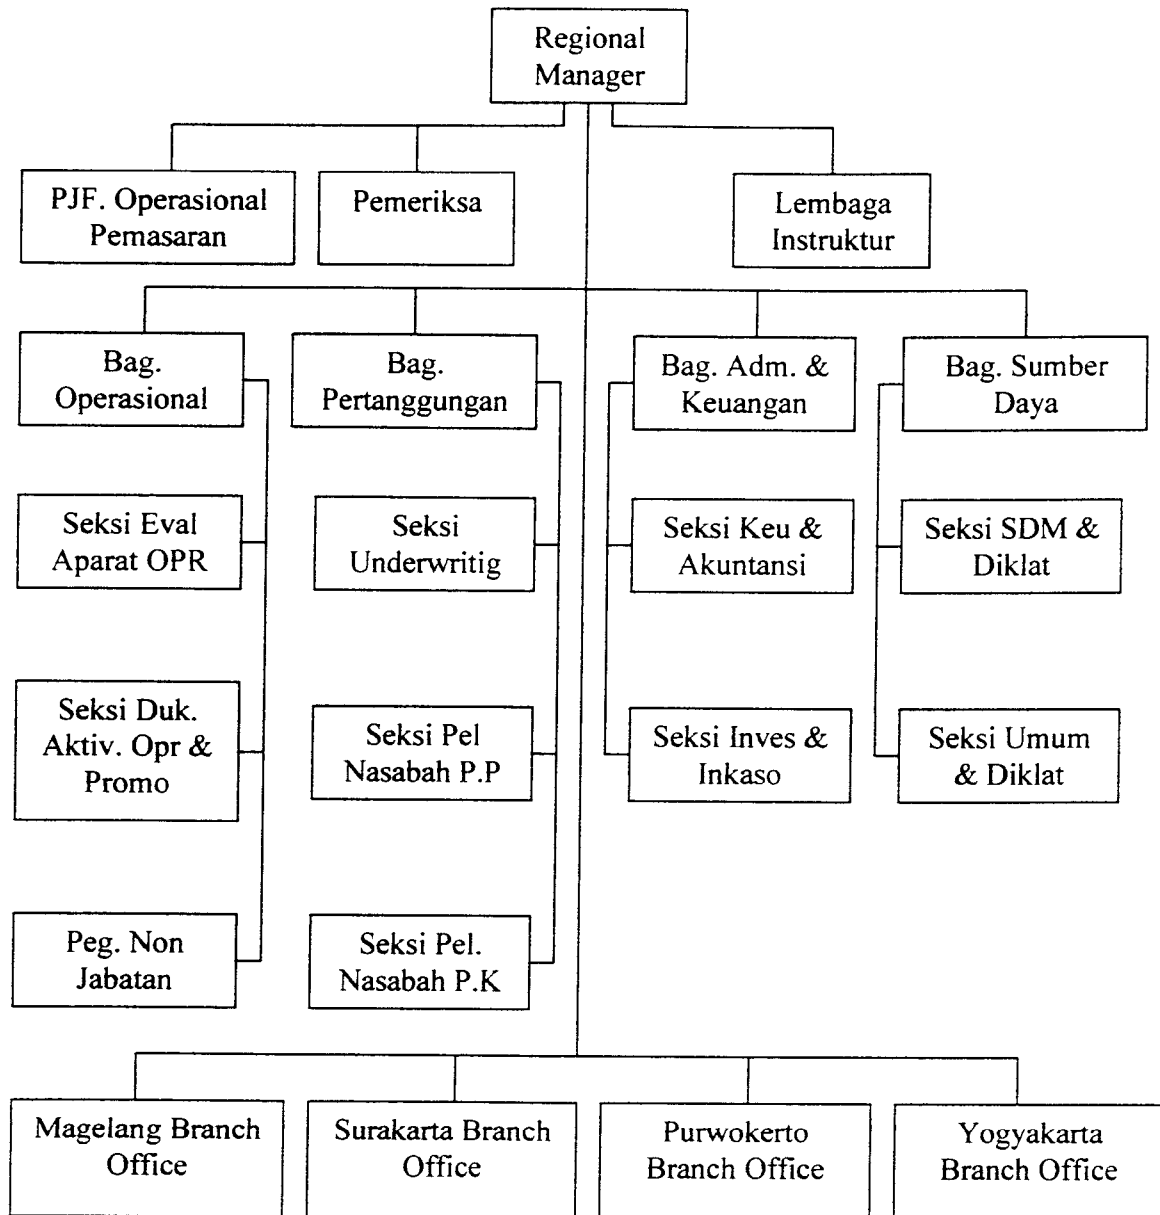 Regional
Manager
PJF. Operasional
Pemasaran
Pemeriksa
Lembaga
Instruktur
Bag.
Operasional
Bag.
Pertanggungan
Bag. Adm. &
Keuangan
Bag. Sumber
Daya
Seksi Eval
Aparat OPR
Seksi
Underwritig
Seksi Keu &
Akuntansi
Seksi SDM &
Diklat
Seksi Duk.
Aktiv. Opr &
Promo
Seksi Pel
Nasabah P.P
Seksi Inves &
Inkaso
Seksi Umum
& Diklat
Peg. Non
Jabatan
Seksi Pel.
Nasabah P.K
Magelang Branch
Office
Surakarta Branch
Office
Purwokerto
Branch Office
Yogyakarta
Branch Office